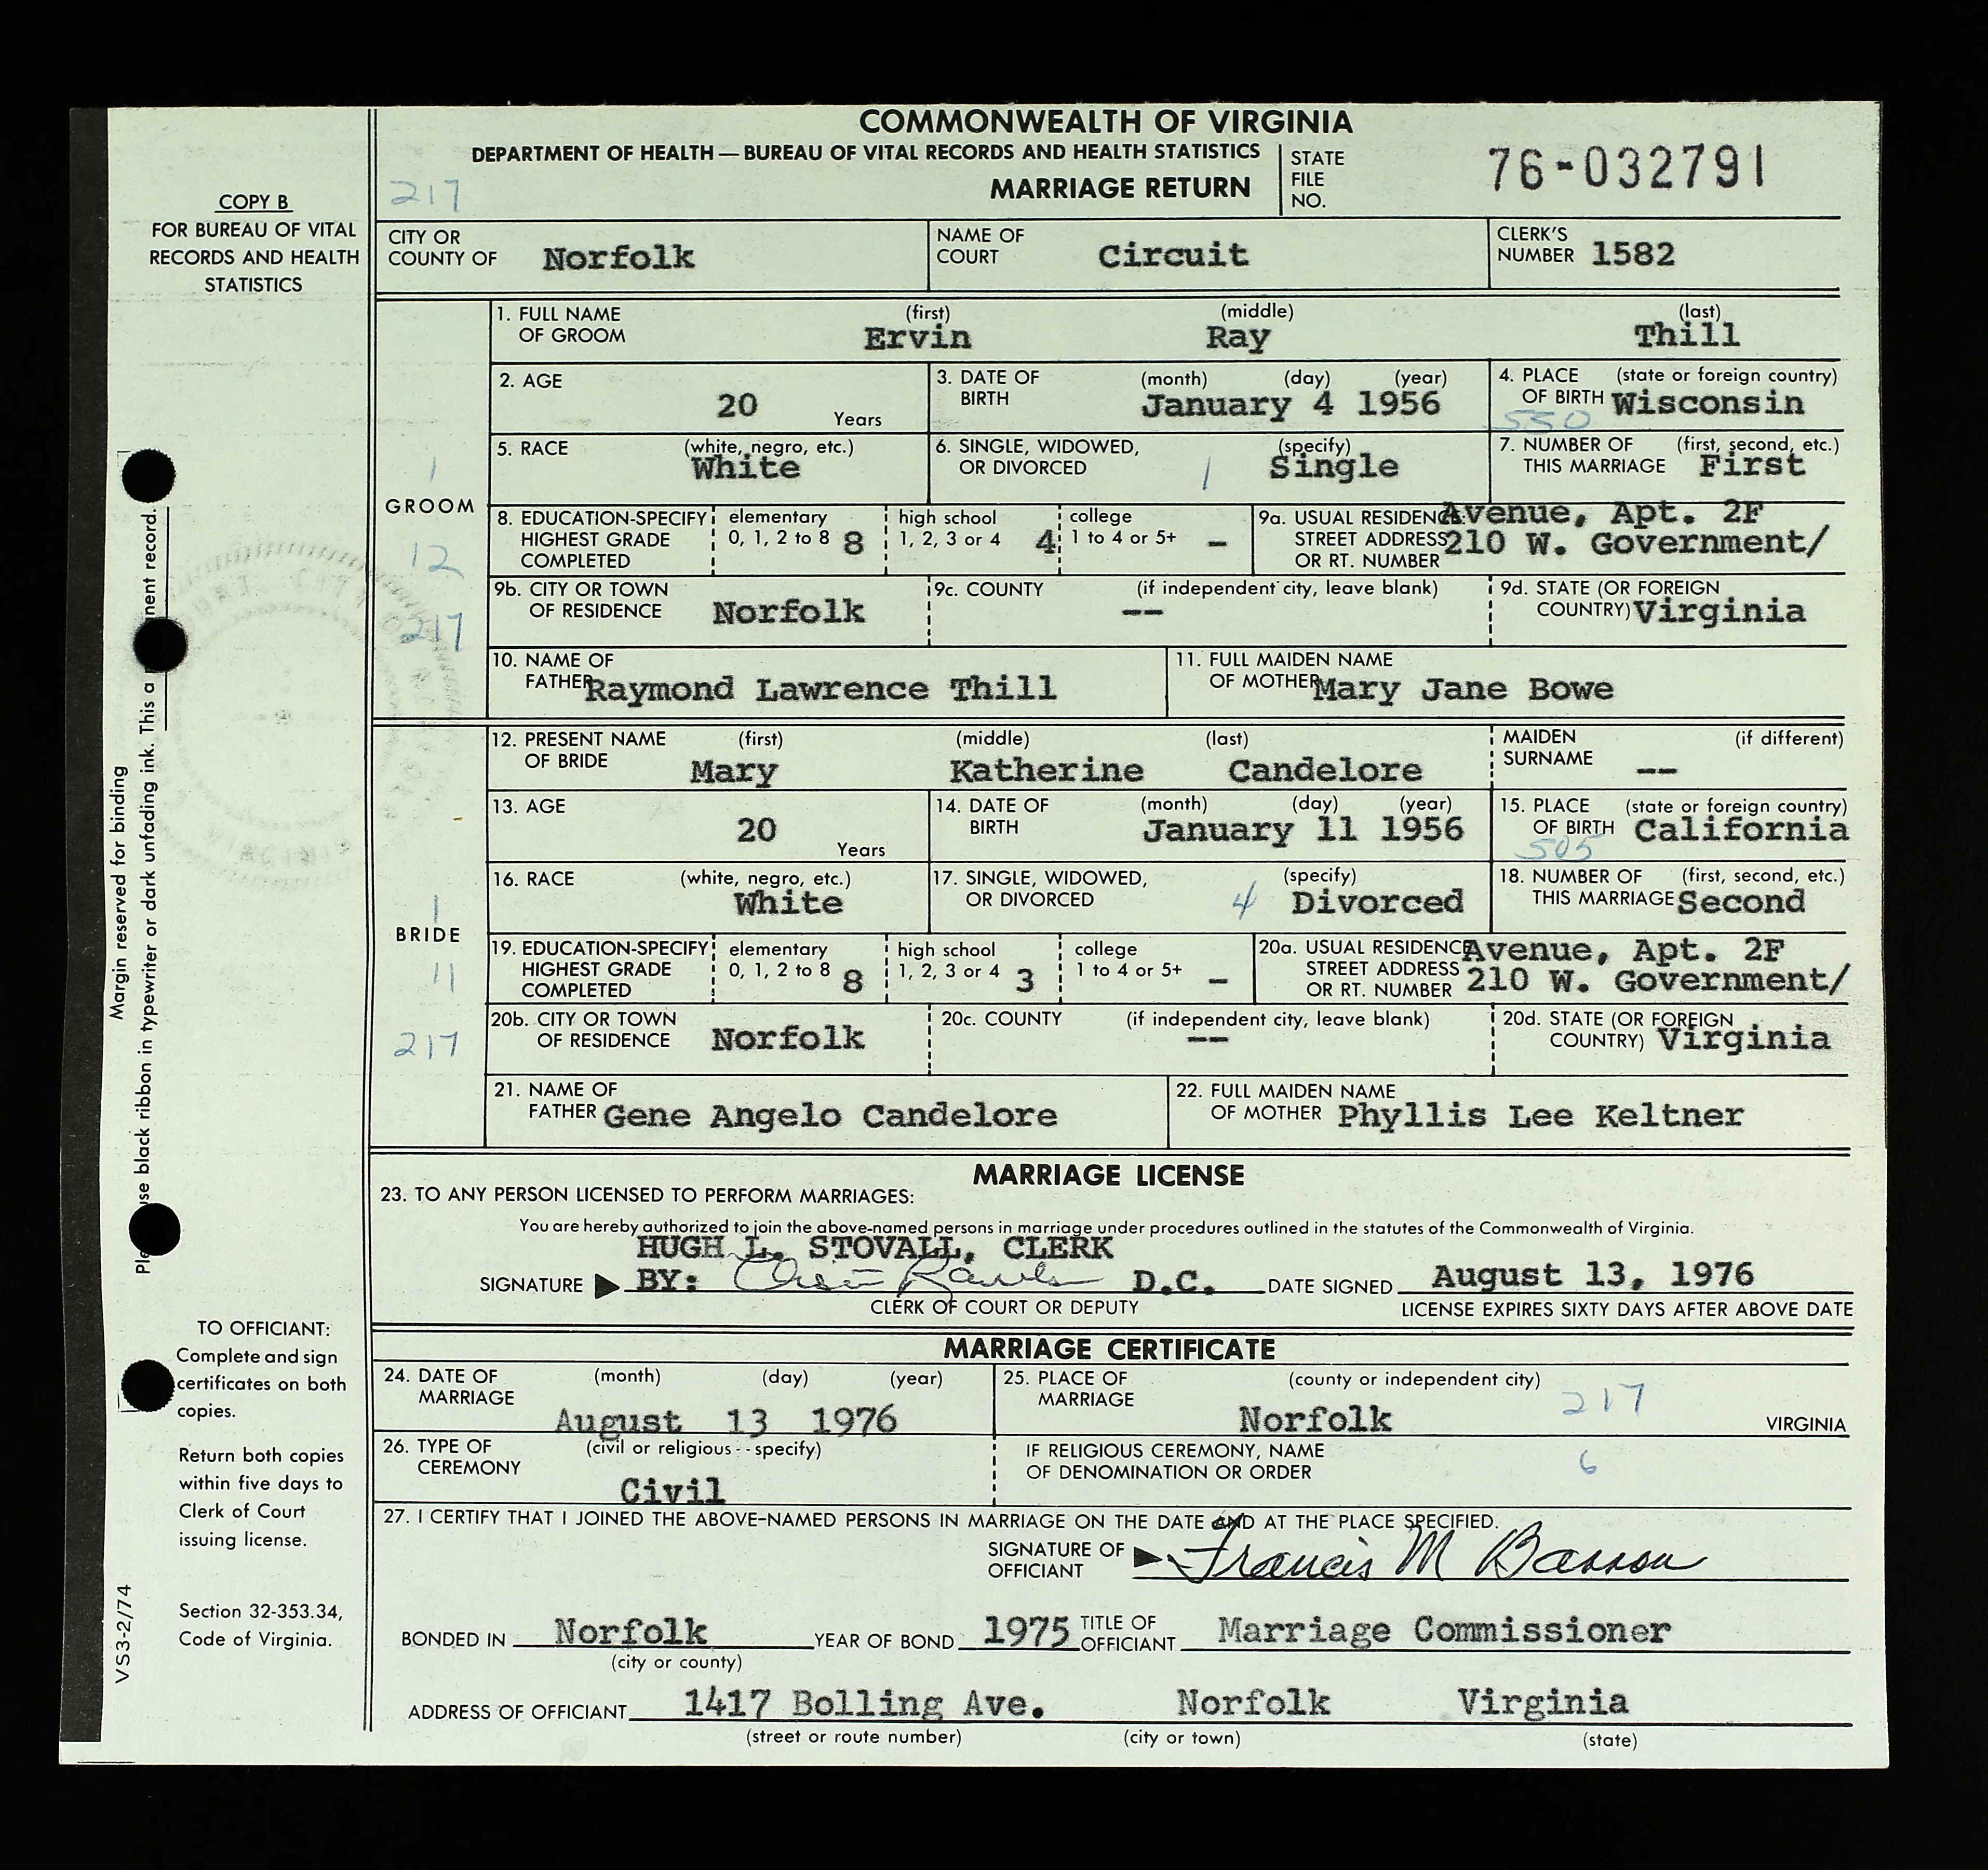 COMMONWEALTH OF VIRGINIA
DEPARTMENT OF HEALTH — BUREAU OF VITAL RECORDS AND HEALTH STATISTICS
MARRIAGE RETURN
STATE FILE NO. 76-032791
217
COPY B
FOR BUREAU OF VITAL
RECORDS AND HEALTH
STATISTICS
CITY OR COUNTY OF Norfolk
NAME OF COURT Circuit
CLERK'S NUMBER 1582
GROOM
1
12
217
1. FULL NAME OF GROOM (first) Ervin (middle) Ray (last) Thill
2. AGE 20 Years
3. DATE OF BIRTH (month) (day) (year) January 4 1956
4. PLACE OF BIRTH (state or foreign country) Wisconsin
550
5. RACE (white, negro, etc.) White
6. SINGLE, WIDOWED, OR DIVORCED (specify) 1 Single
7. NUMBER OF THIS MARRIAGE (first, second, etc.) First
8. EDUCATION-SPECIFY HIGHEST GRADE COMPLETED
elementary 0, 1, 2 to 8 8
high school 1, 2, 3 or 4 4
college 1 to 4 or 5+ -
9a. USUAL RESIDENCE: STREET ADDRESS OR RT. NUMBER
Avenue, Apt. 2F
210 W. Government/
9b. CITY OR TOWN OF RESIDENCE Norfolk
9c. COUNTY (if independent city, leave blank) --
9d. STATE (OR FOREIGN COUNTRY) Virginia
10. NAME OF FATHER Raymond Lawrence Thill
11. FULL MAIDEN NAME OF MOTHER Mary Jane Bowe
BRIDE
1
11
217
12. PRESENT NAME OF BRIDE (first) Mary (middle) Katherine (last) Candelore
MAIDEN SURNAME (if different) --
13. AGE 20 Years
14. DATE OF BIRTH (month) (day) (year) January 11 1956
15. PLACE OF BIRTH (state or foreign country) California
505
16. RACE (white, negro, etc.) White
17. SINGLE, WIDOWED, OR DIVORCED (specify) 4 Divorced
18. NUMBER OF THIS MARRIAGE (first, second, etc.) Second
19. EDUCATION-SPECIFY HIGHEST GRADE COMPLETED
elementary 0, 1, 2 to 8 8
high school 1, 2, 3 or 4 3
college 1 to 4 or 5+ -
20a. USUAL RESIDENCE STREET ADDRESS OR RT. NUMBER
Avenue, Apt. 2F
210 W. Government/
20b. CITY OR TOWN OF RESIDENCE Norfolk
20c. COUNTY (if independent city, leave blank) --
20d. STATE (OR FOREIGN COUNTRY) Virginia
21. NAME OF FATHER Gene Angelo Candelore
22. FULL MAIDEN NAME OF MOTHER Phyllis Lee Keltner
MARRIAGE LICENSE
23. TO ANY PERSON LICENSED TO PERFORM MARRIAGES:
You are hereby authorized to join the above-named persons in marriage under procedures outlined in the statutes of the Commonwealth of Virginia.
HUGH L. STOVALL, CLERK
SIGNATURE BY: D.C. DATE SIGNED August 13, 1976
CLERK OF COURT OR DEPUTY
LICENSE EXPIRES SIXTY DAYS AFTER ABOVE DATE
MARRIAGE CERTIFICATE
24. DATE OF MARRIAGE (month) (day) (year) August 13 1976
25. PLACE OF MARRIAGE (county or independent city) Norfolk 217 VIRGINIA
26. TYPE OF CEREMONY (civil or religious--specify) Civil
IF RELIGIOUS CEREMONY, NAME OF DENOMINATION OR ORDER 6
27. I CERTIFY THAT I JOINED THE ABOVE-NAMED PERSONS IN MARRIAGE ON THE DATE AND AT THE PLACE SPECIFIED.
SIGNATURE OF OFFICIANT Francis M
BONDED IN Norfolk (city or county) YEAR OF BOND 1975 TITLE OF OFFICIANT Marriage Commissioner
ADDRESS OF OFFICIANT 1417 Bolling Ave. Norfolk Virginia
(street or route number) (city or town) (state)
Margin reserved for binding
use black ribbon in typewriter or dark unfading ink. This a nent record.
TO OFFICIANT:
Complete and sign
certificates on both
copies.
Return both copies
within five days to
Clerk of Court
issuing license.
Section 32-353.34,
Code of Virginia.
VS3-2/74